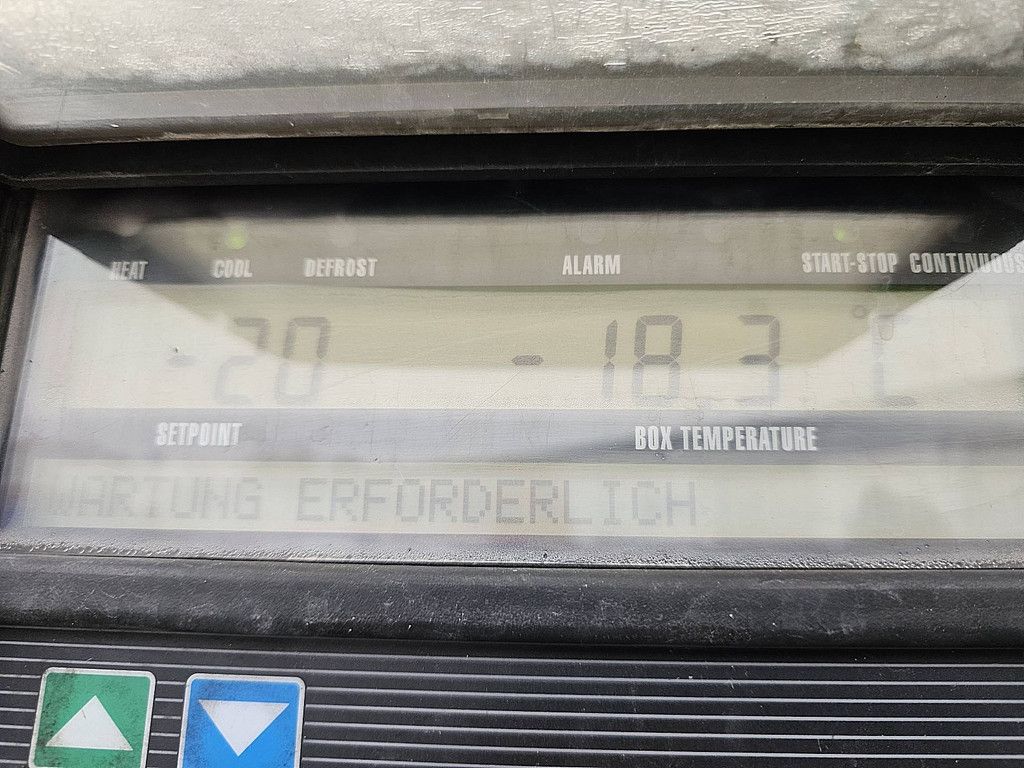 HEAT COOL DEFROST ALARM START-STOP CONTINUOUS
-20 -18.3 °C
SETPOINT BOX TEMPERATURE
WARTUNG ERFORDERLICH